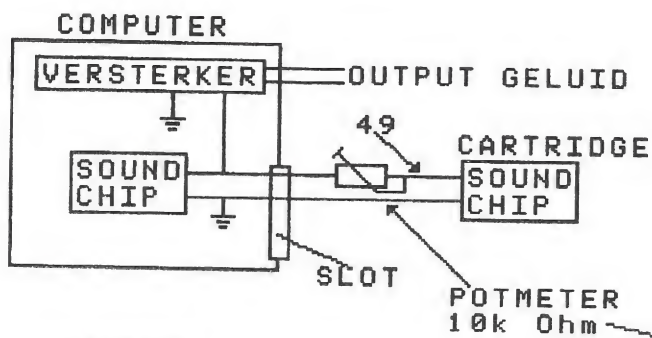 COMPUTER
VERSTERKER
OUTPUT GELUID
49
CARTRIDGE
SOUND
CHIP
SOUND
CHIP
SLOT
POTMETER
10k Ohm